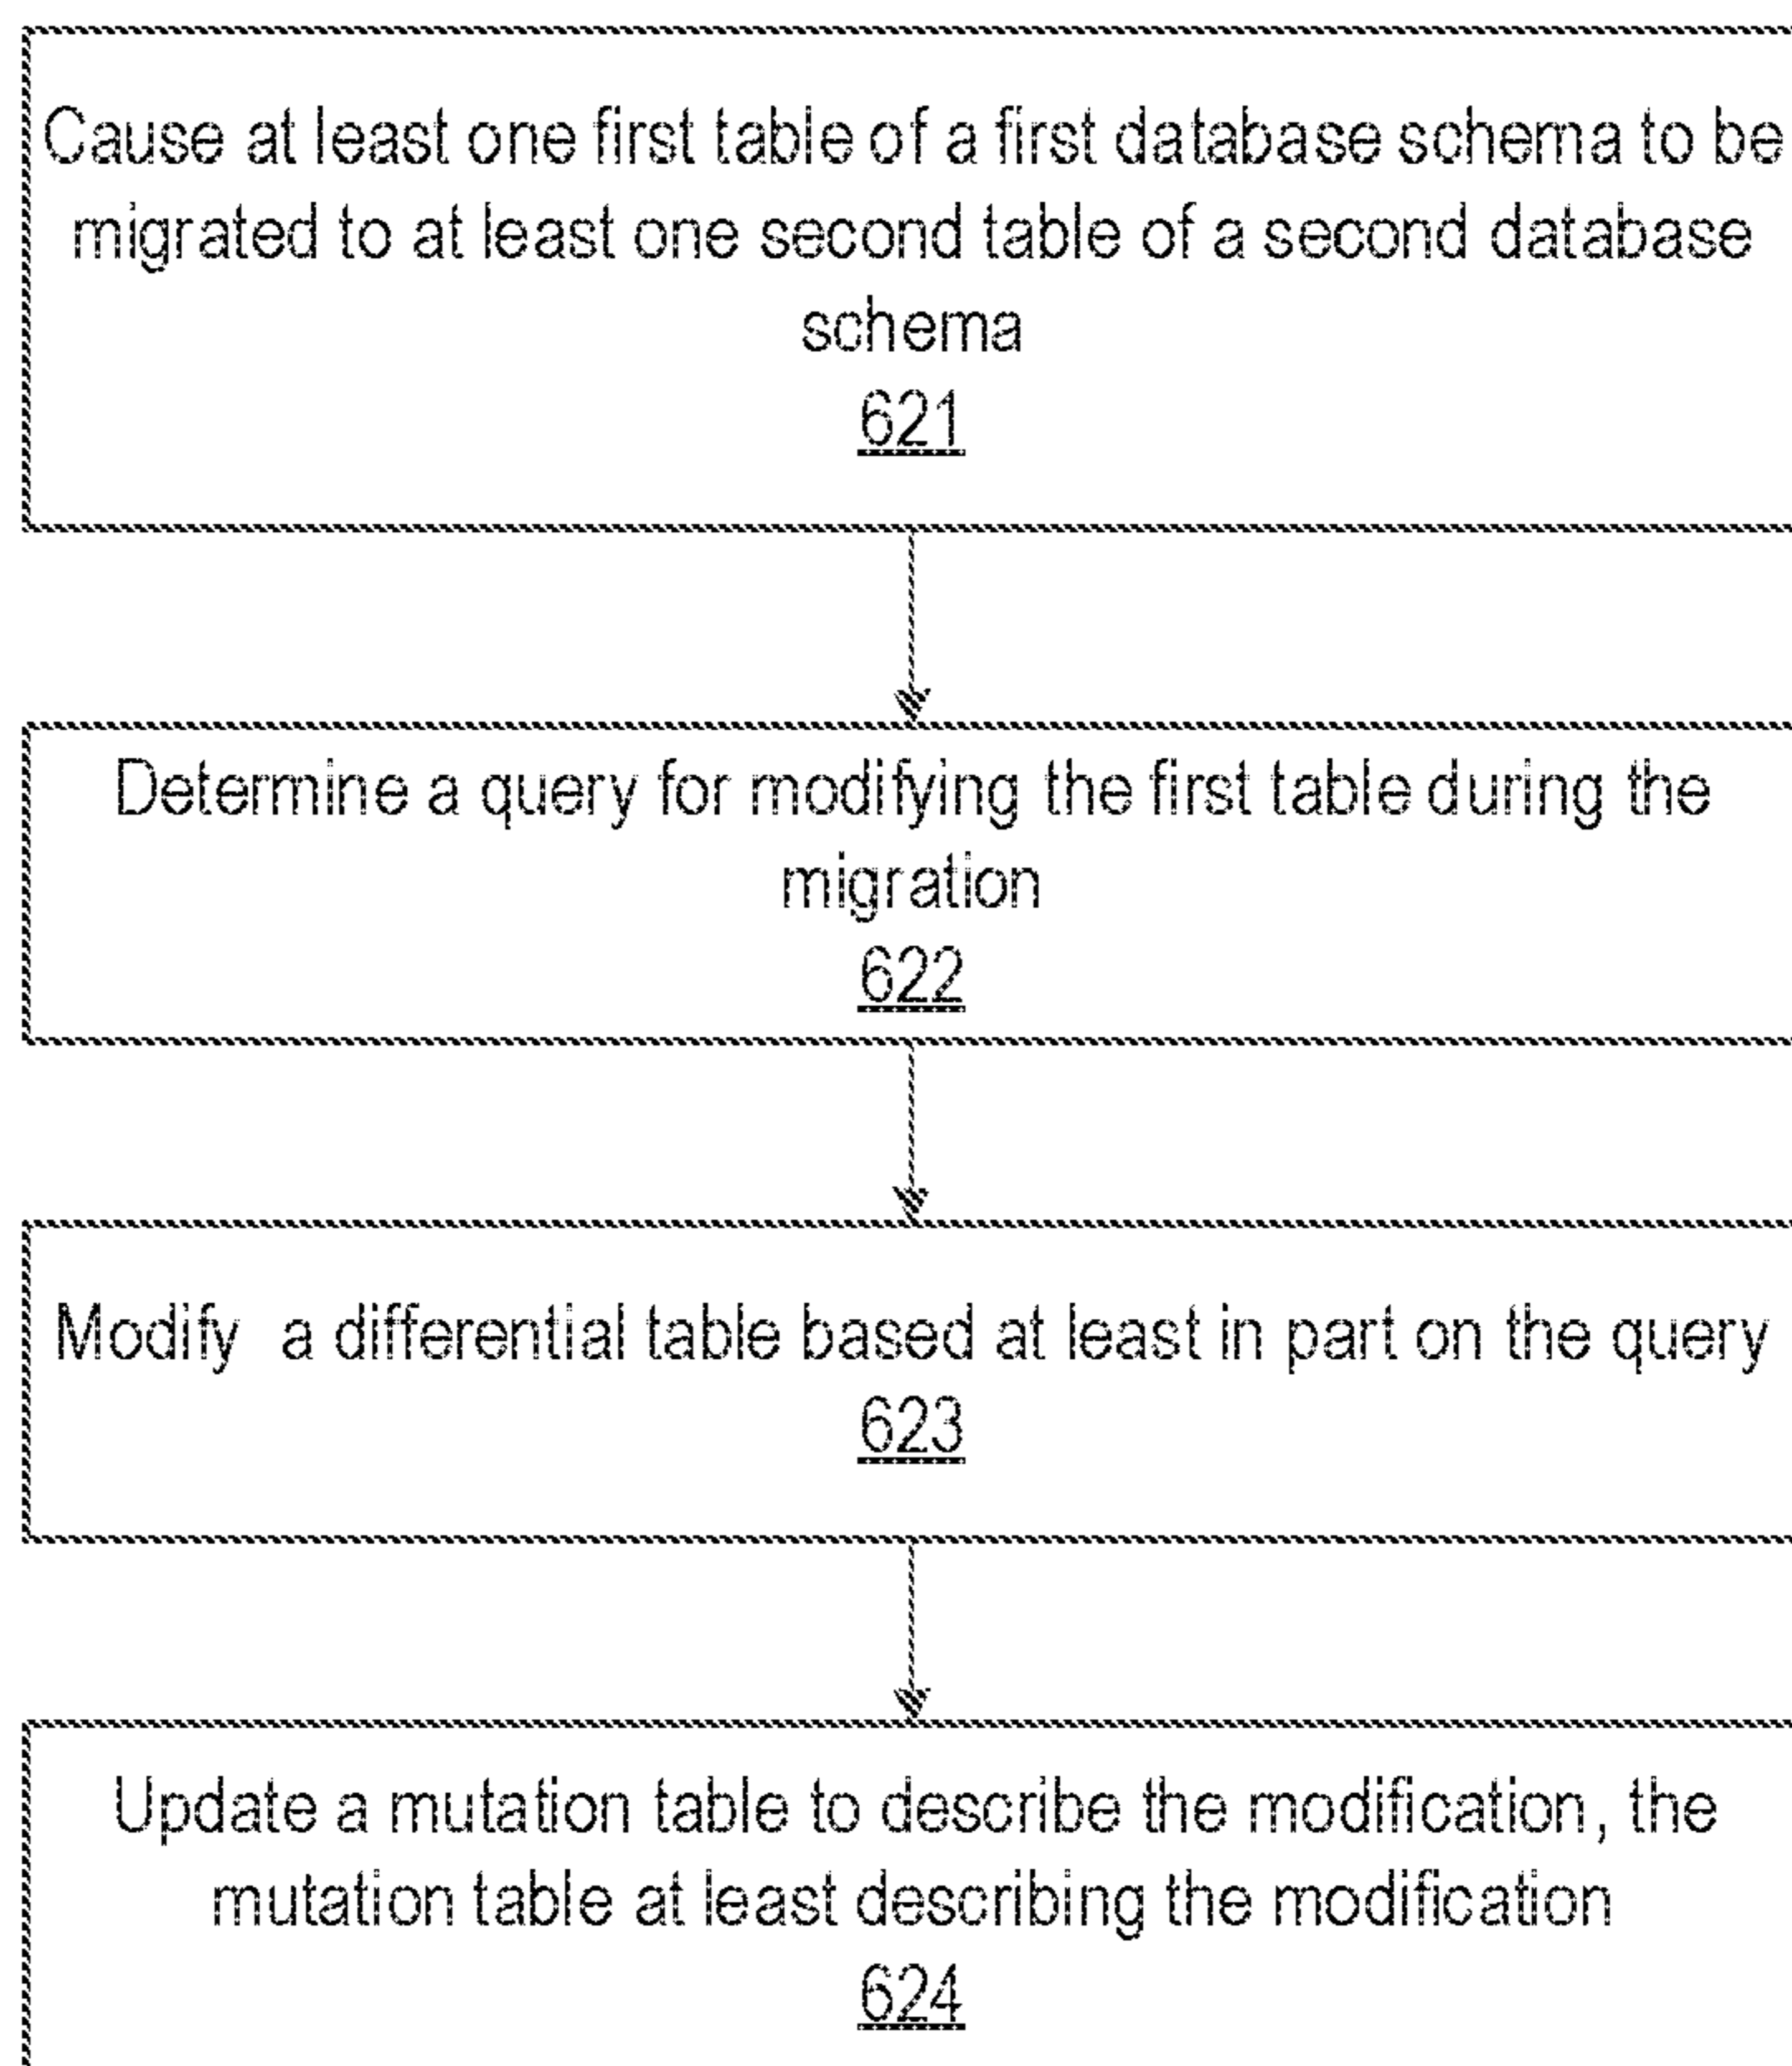 Cause at least one first table of a first database schema to be
migrated to at least one second table of a second database
schema
621
Determine a query for modifying the first table during the
migration
622
Modify a differential table based at least in part on the query
623
Update a mutation table to describe the modification, the
mutation table at least describing the modification
624